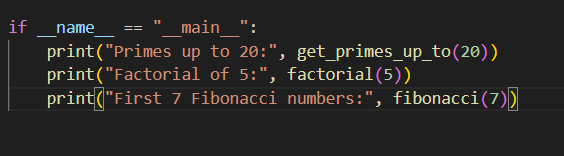 if __name__ == "__main__":
    print("Primes up to 20:", get_primes_up_to(20))
    print("Factorial of 5:", factorial(5))
    print("First 7 Fibonacci numbers:", fibonacci(7))